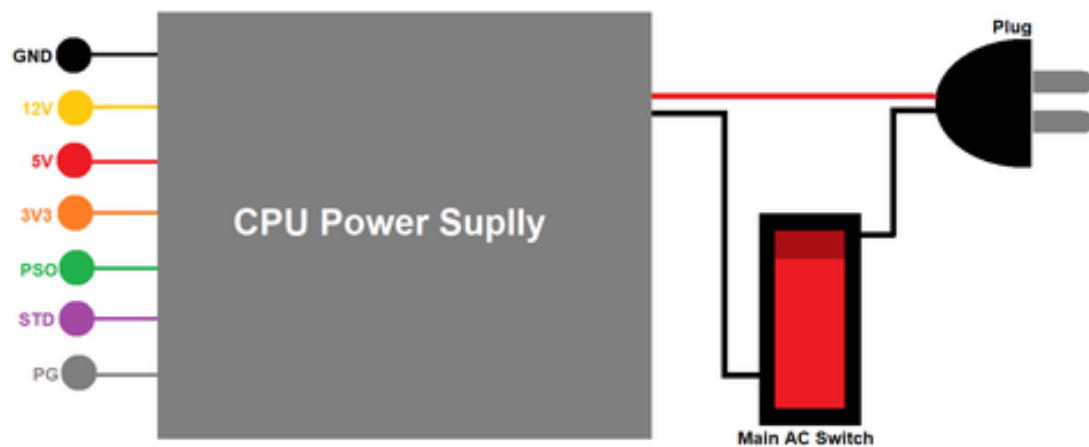 Plug
GND
12V
5V
3V3
CPU Power Suplly
PSO
STD
PG
Main AC Switch